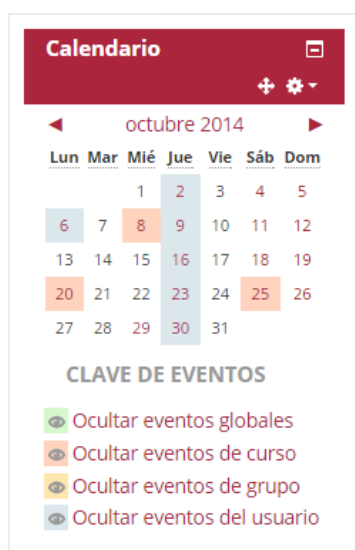 Calendario
octubre 2014
Lun Mar Mié Jue Vie Sáb Dom
1 2 3 4 5
6 7 8 9 10 11 12
13 14 15 16 17 18 19
20 21 22 23 24 25 26
27 28 29 30 31
CLAVE DE EVENTOS
Ocultar eventos globales
Ocultar eventos de curso
Ocultar eventos de grupo
Ocultar eventos del usuario